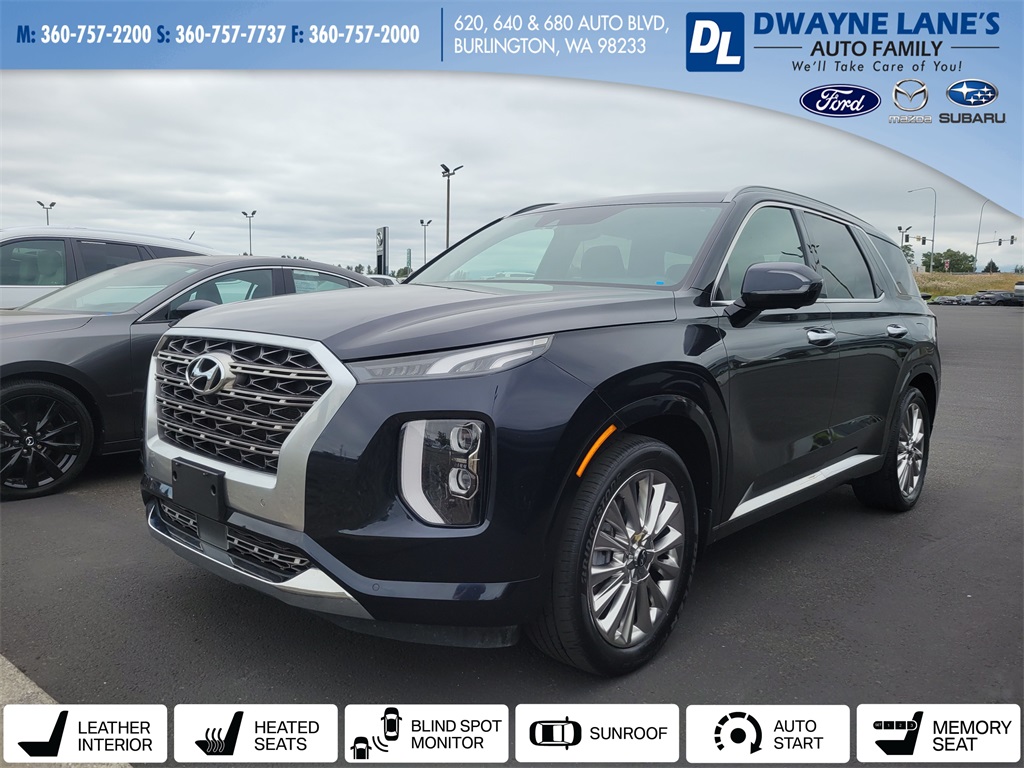 M: 360-757-2200 S: 360-757-7737 F: 360-757-2000
620, 640 & 680 AUTO BLVD,
BURLINGTON, WA 98233
DL
DWAYNE LANE'S
AUTO FAMILY
We'll Take Care of You!
Ford
mazda
SUBARU
LEATHER
INTERIOR
HEATED
SEATS
BLIND SPOT
MONITOR
SUNROOF
AUTO
START
MEMORY
SEAT